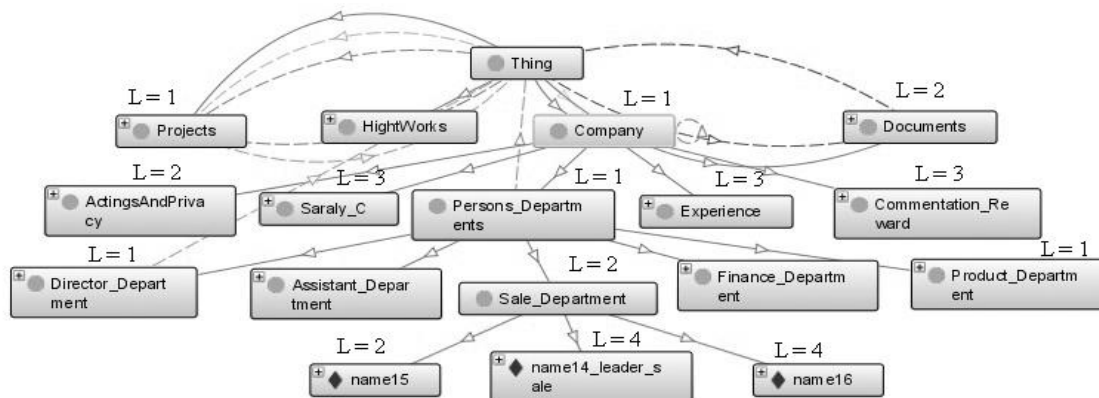 Thing
L = 1
L = 1
L = 2
Projects
HightWorks
Company
Documents
L = 2
L = 3
L = 1
L = 3
L = 3
ActingsAndPriva
cy
Saraly_C
Persons_Departm
ents
Experience
Commentation_Re
ward
L = 1
L = 2
L = 1
Director_Depart
ment
Assistant_Depar
tment
Sale_Department
Finance_Departm
ent
Product_Departm
ent
L = 2
L = 4
L = 4
name15
name14_leader_s
ale
name16